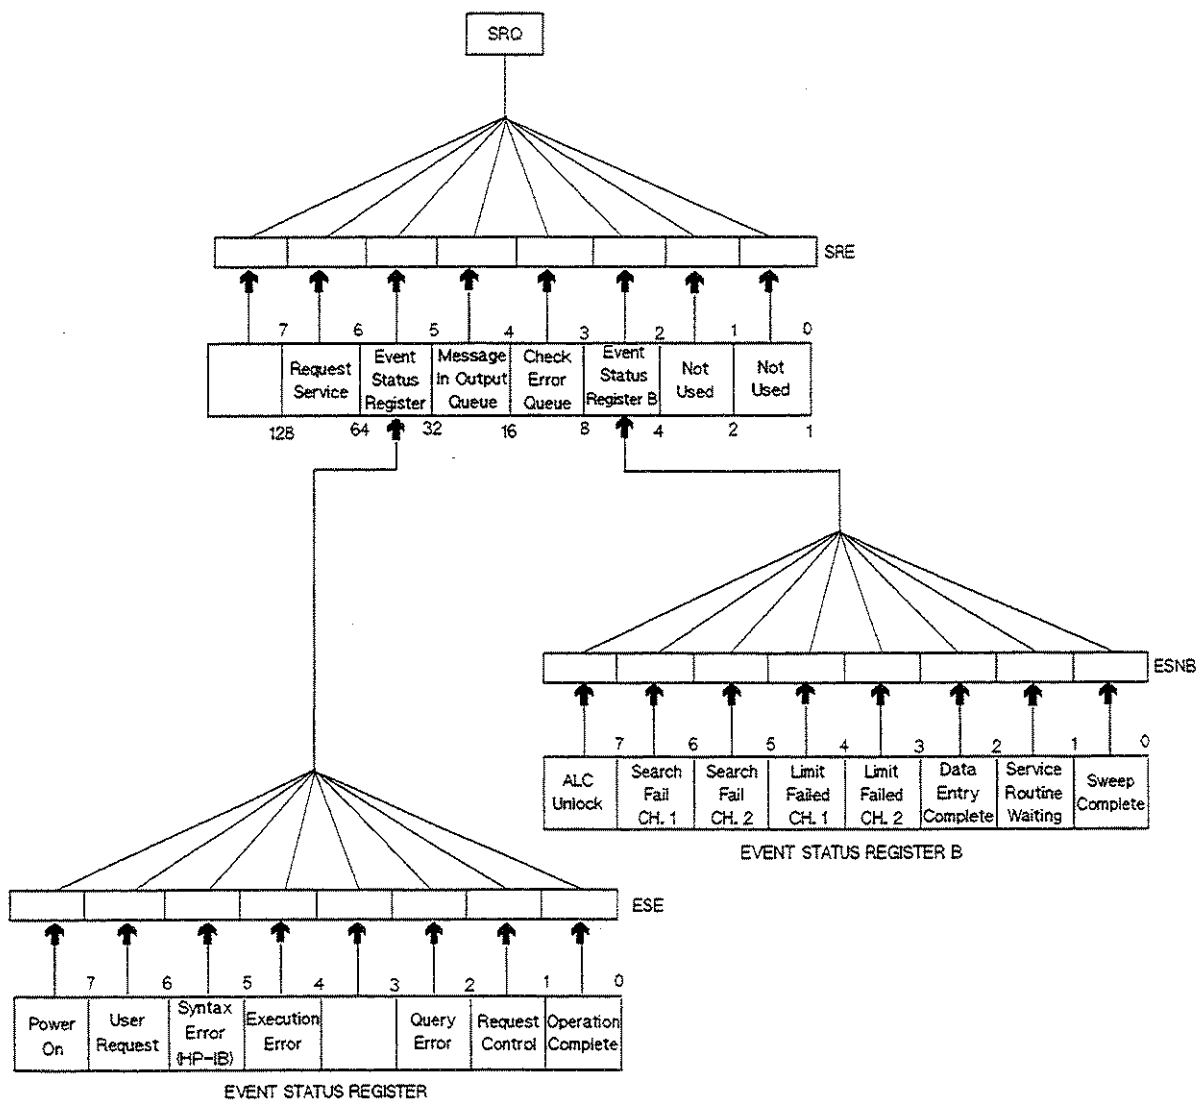 SRQ
SRE
7 6 5 4 3 2 1 0
Request
Service
Event
Status
Register
Message
in Output
Queue
Check
Error
Queue
Event
Status
Register B
Not
Used
Not
Used
128 64 32 16 8 4 2 1
ESNB
7 6 5 4 3 2 1 0
ALC
Unlock
Search
Fail
CH. 1
Search
Fail
CH. 2
Limit
Failed
CH. 1
Limit
Failed
CH. 2
Data
Entry
Complete
Service
Routine
Waiting
Sweep
Complete
EVENT STATUS REGISTER B
ESE
7 6 5 4 3 2 1 0
Power
On
User
Request
Syntax
Error
(HP-IB)
Execution
Error
Query
Error
Request
Control
Operation
Complete
EVENT STATUS REGISTER